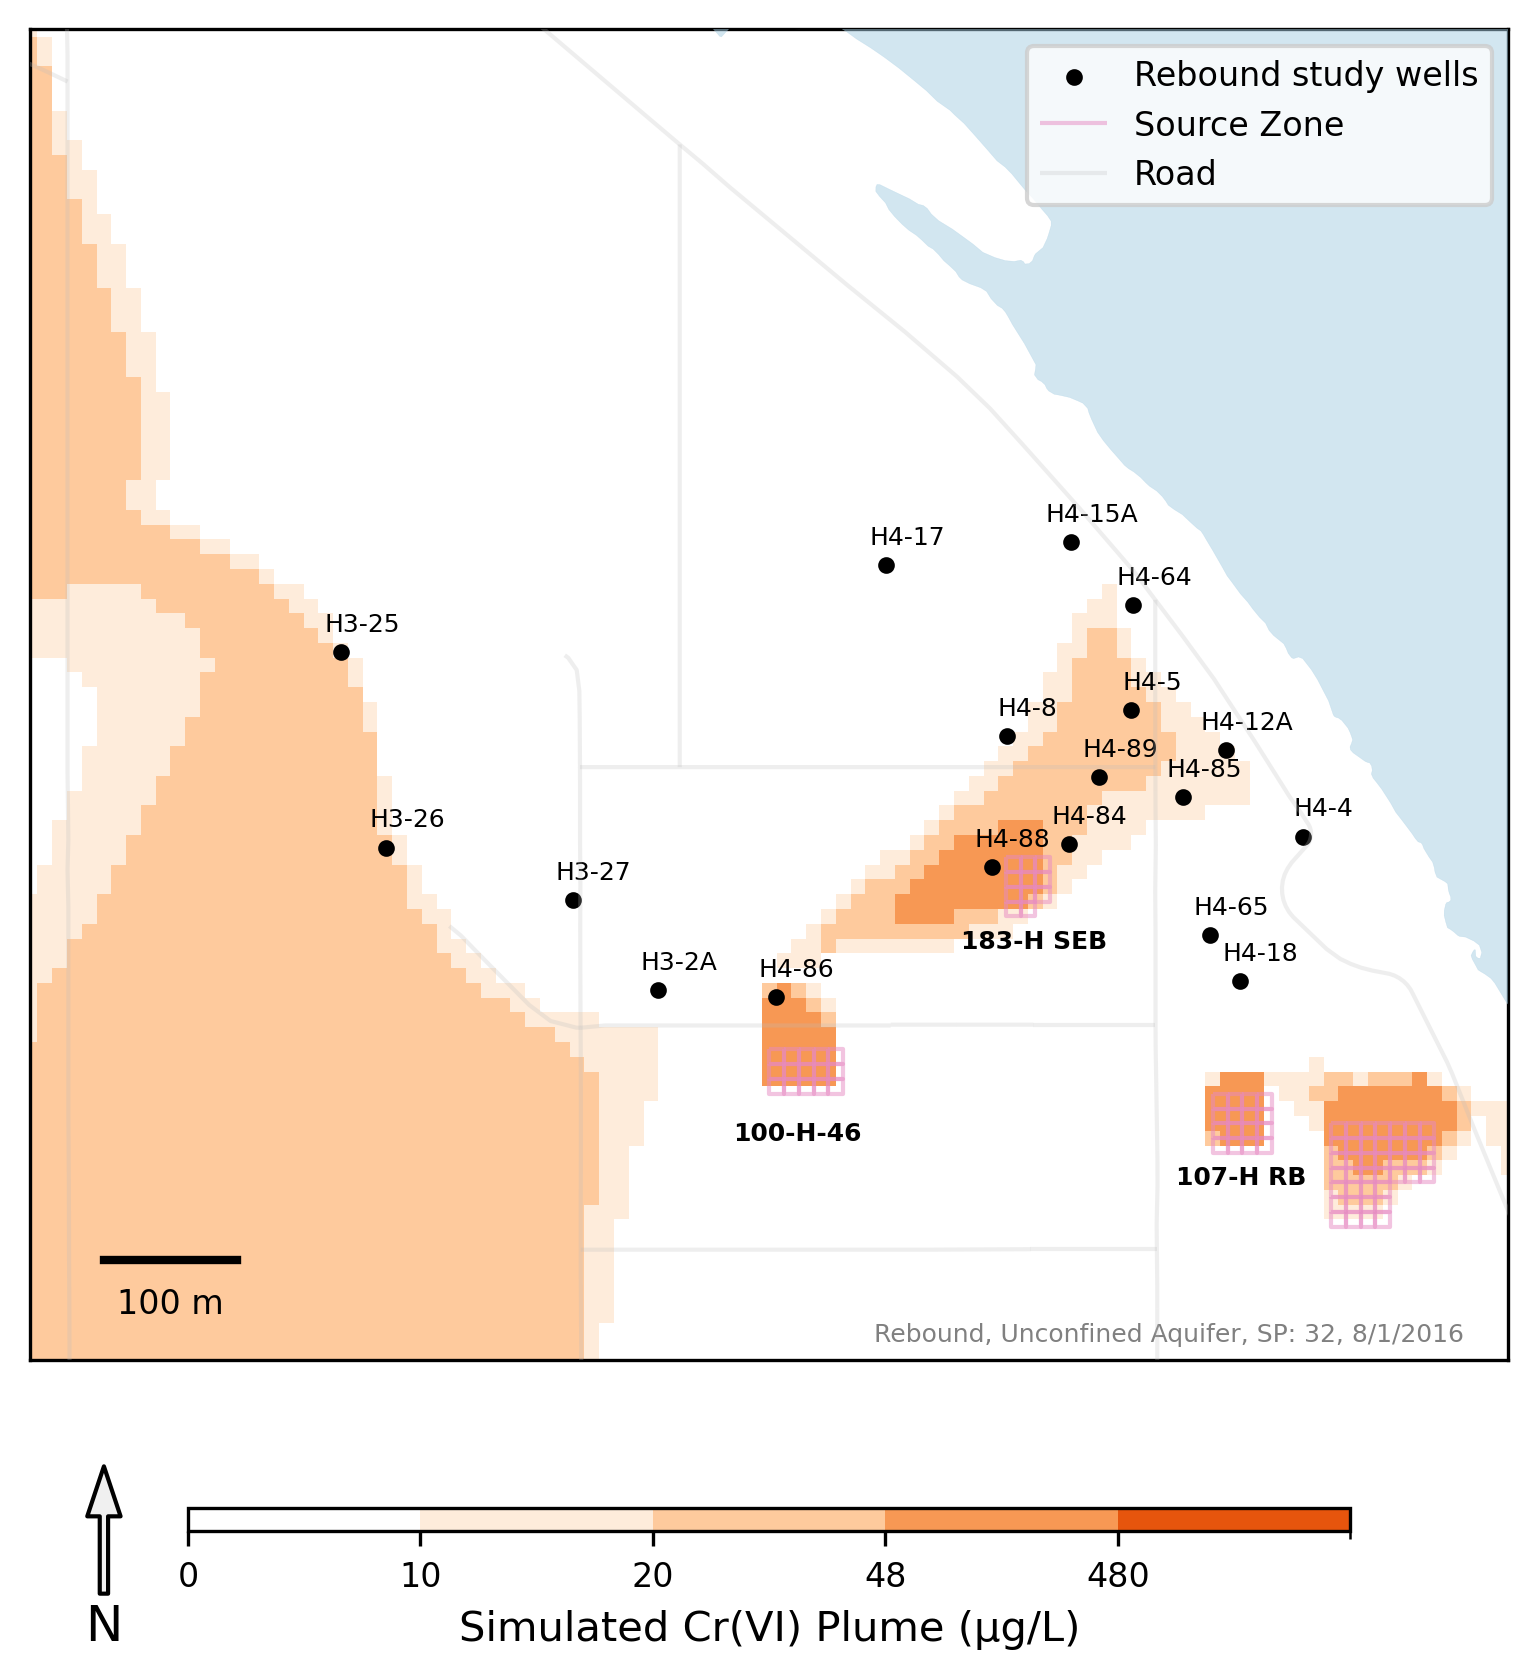 Rebound study wells
Source Zone
Road
H4-15A
H4-17
H4-64
H3-25
H4-5
H4-8
H4-12A
H4-89
H4-85
H4-4
H3-26
H4-84
H4-88
H3-27
H4-65
183-H SEB
H4-18
H3-2A
H4-86
100-H-46
107-H RB
100 m
Rebound, Unconfined Aquifer, SP: 32, 8/1/2016
0 10 20 48 480
N
Simulated Cr(VI) Plume (μg/L)